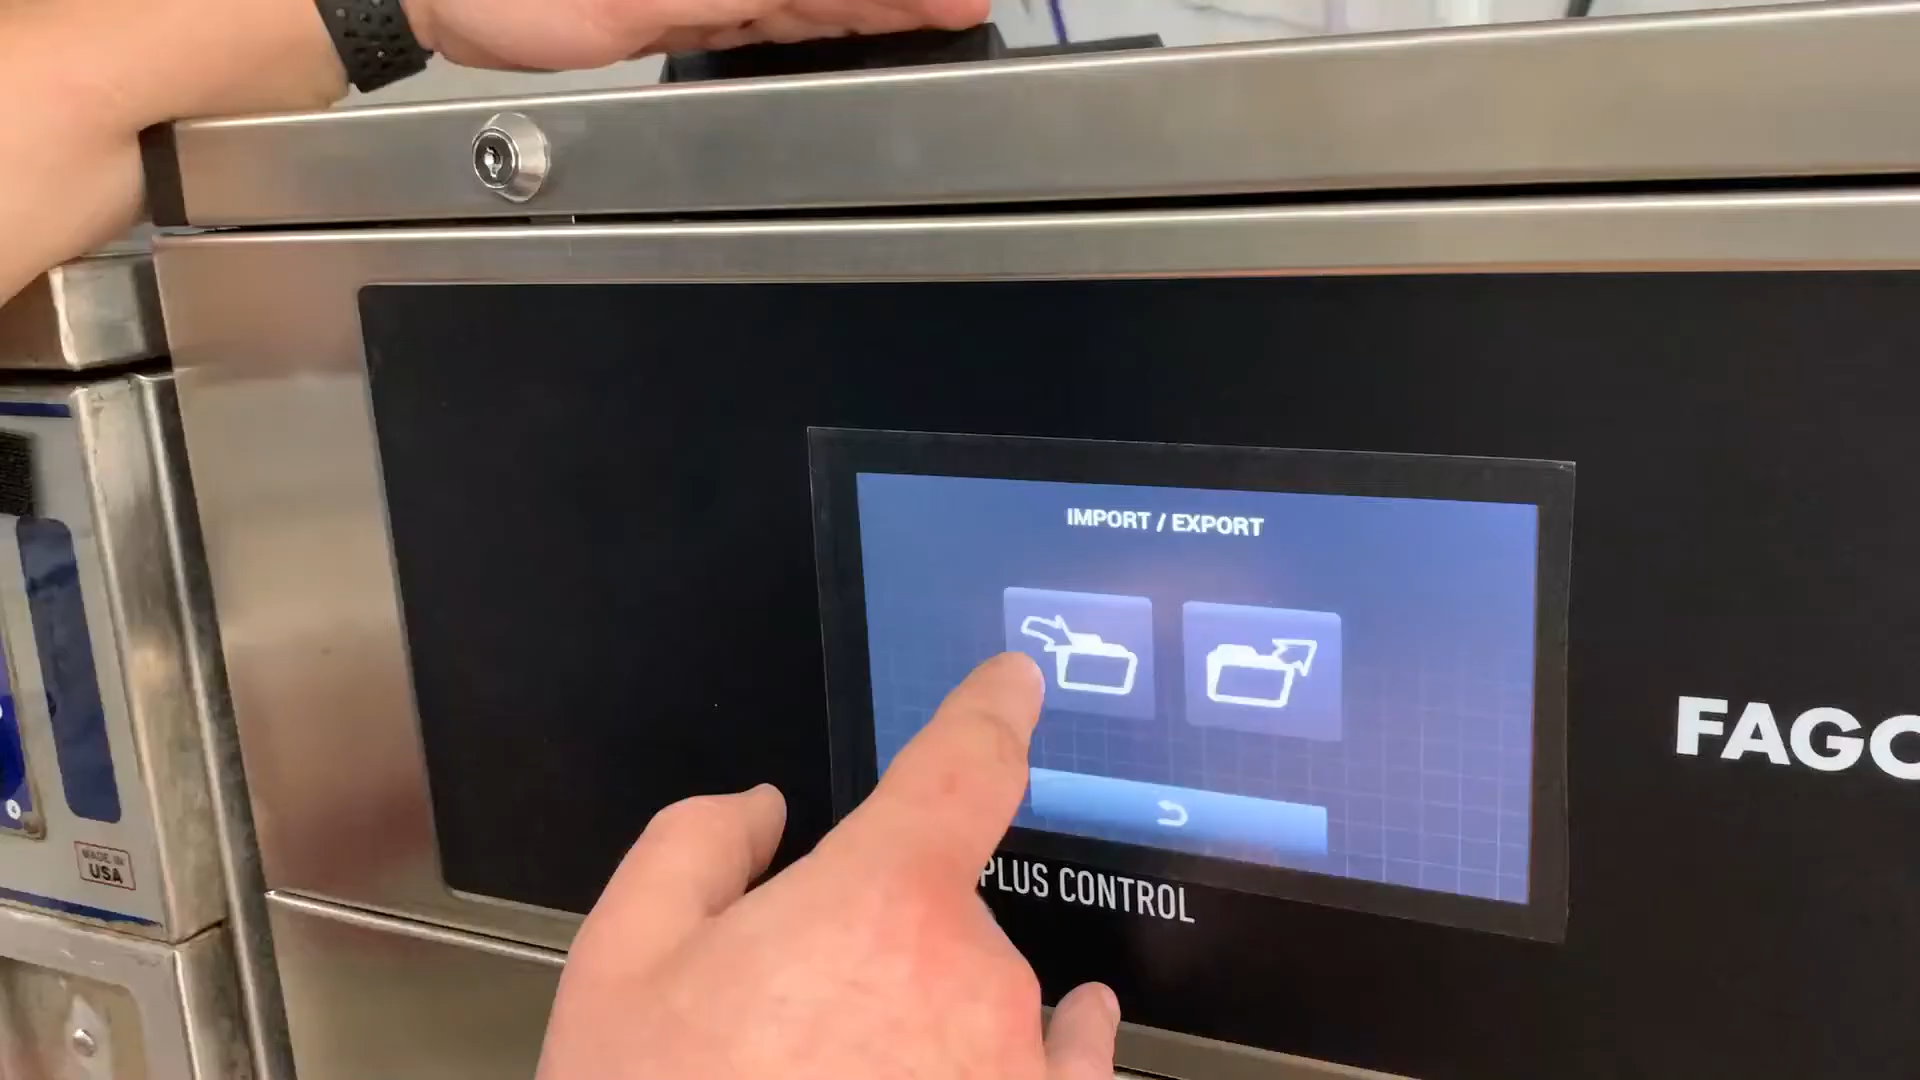 IMPORT / EXPORT
FAGO
PLUS CONTROL
MADE IN
USA